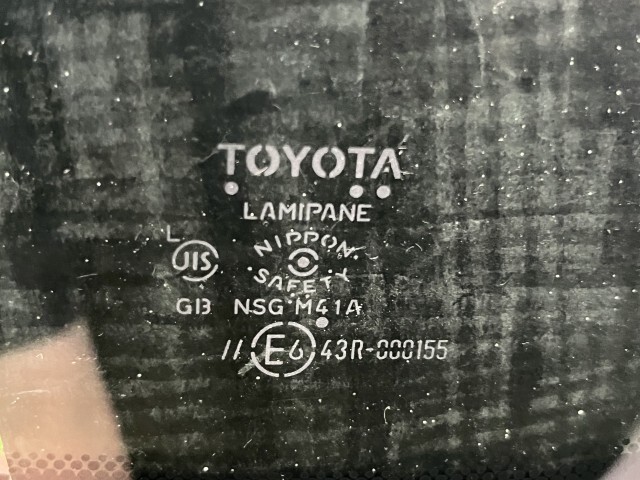 TOYOTA
LAMIPANE
L
JIS
NIPPON
SAFETY
GB NSG M41A
// E6 43R-000155